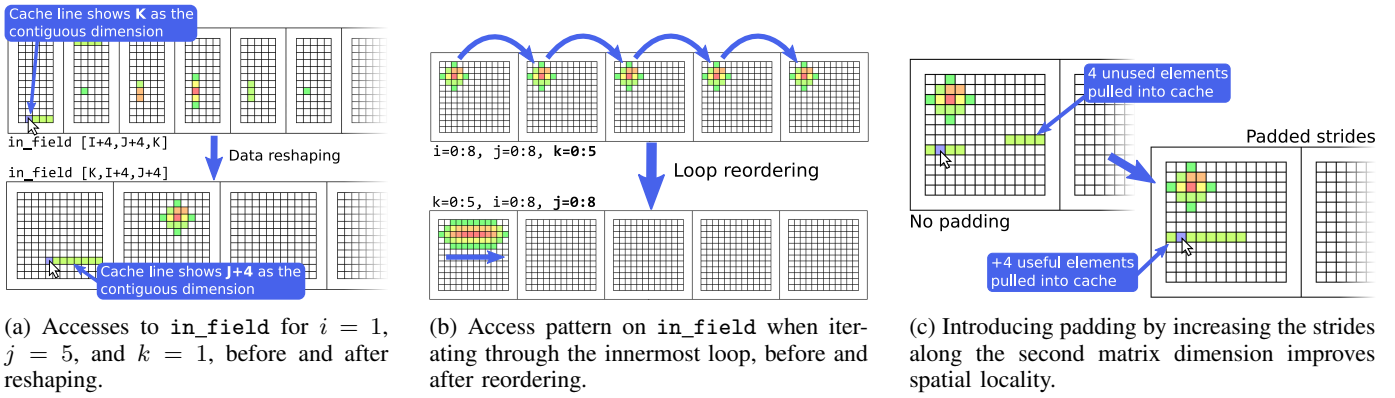 Cache line shows K as the
contiguous dimension
in_field [I+4,J+4,K]
Data reshaping
in_field [K,I+4,J+4]
Cache line shows J+4 as the
contiguous dimension
(a) Accesses to in_field for i = 1,
j = 5, and k = 1, before and after
reshaping.
i=0:8, j=0:8, k=0:5
Loop reordering
k=0:5, i=0:8, j=0:8
(b) Access pattern on in_field when iter-
ating through the innermost loop, before and
after reordering.
4 unused elements
pulled into cache
Padded strides
No padding
+4 useful elements
pulled into cache
(c) Introducing padding by increasing the strides
along the second matrix dimension improves
spatial locality.